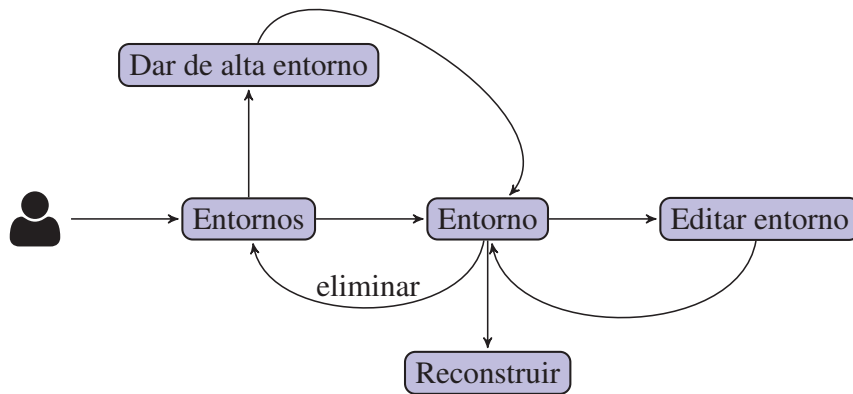 Dar de alta entorno
Entornos
Entorno
Editar entorno
eliminar
Reconstruir